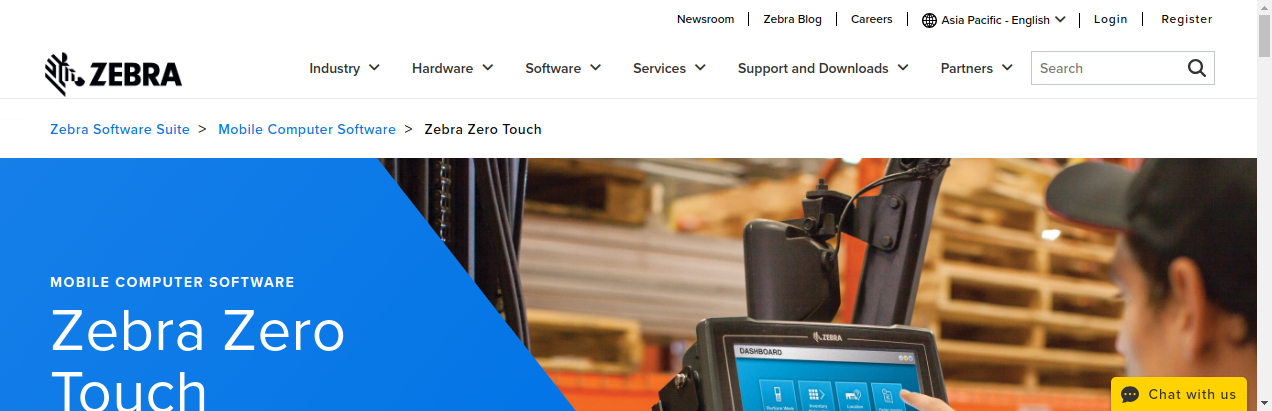 Newsroom Zebra Blog Careers Asia Pacific - English Login Register
ZEBRA Industry Hardware Software Services Support and Downloads Partners Search
Zebra Software Suite > Mobile Computer Software > Zebra Zero Touch
MOBILE COMPUTER SOFTWARE
Zebra Zero
Touch
ZEBRA
DASHBOARD
Inventory
Location
Chat with us